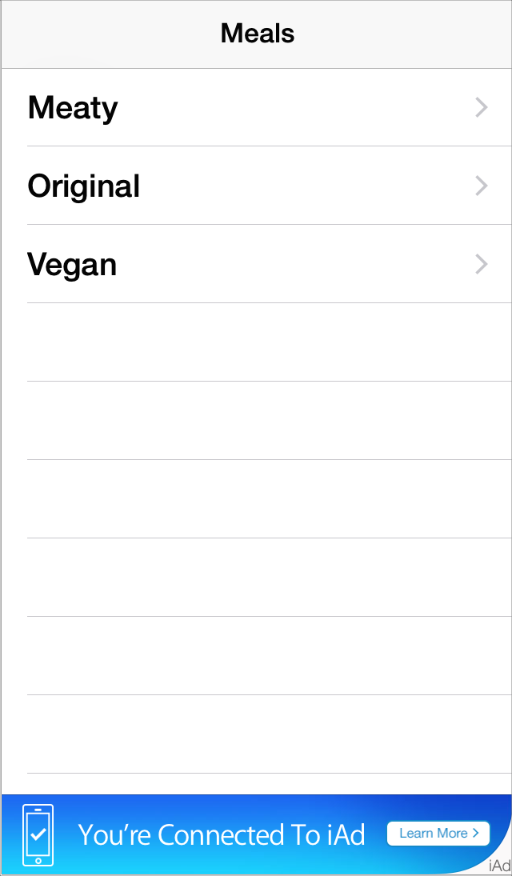 Meals
Meaty
Original
Vegan
You're Connected To iAd
Learn More
iAd